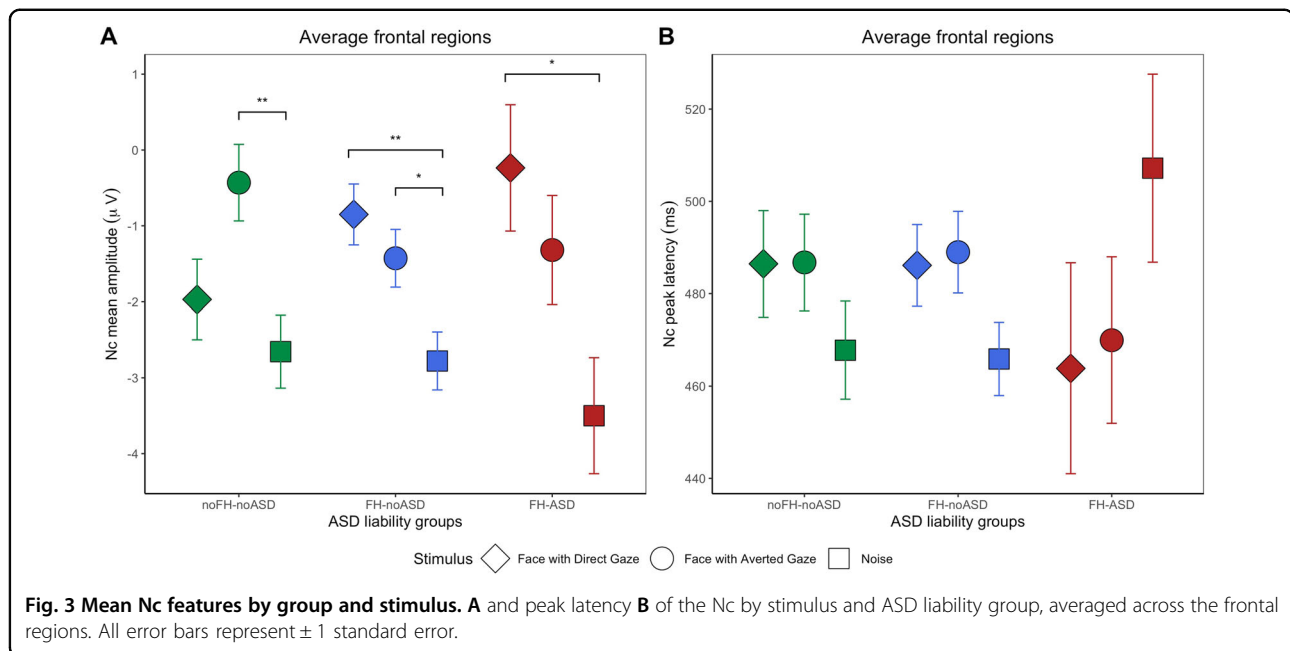 A
Average frontal regions
Nc mean amplitude (μ V)
1
0
-1
-2
-3
-4
**
**
*
*
noFH-noASD
FH-noASD
FH-ASD
ASD liability groups
B
Average frontal regions
Nc peak latency (ms)
520
500
480
460
440
noFH-noASD
FH-noASD
FH-ASD
ASD liability groups
Stimulus Face with Direct Gaze Face with Averted Gaze Noise
Fig. 3 Mean Nc features by group and stimulus. A and peak latency B of the Nc by stimulus and ASD liability group, averaged across the frontal
regions. All error bars represent ± 1 standard error.